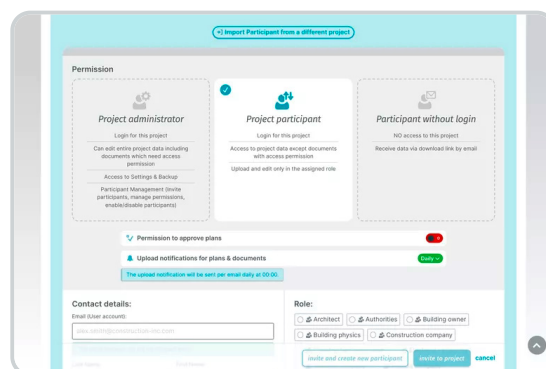 Import Participant from a different project
Permission
Project administrator
Login for this project
Can edit entire project data including
documents which need access
permission
Access to Settings & Backup
Participant Management (Invite
participants, manage permissions,
enable/disable participants)
Project participant
Login for this project
Access to project data except documents
with access permission
Upload and edit only in the assigned role
Participant without login
NO access to this project
Receive data via download link by email
Permission to approve plans
Upload notifications for plans & documents
Daily
The upload notification will be sent per email daily at 00:00
Contact details:
Email (User account):
Role:
Architect
Authorities
Building owner
Building physics
Construction company
invite and create new participant
invite to project
cancel